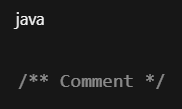 java
/** Comment */